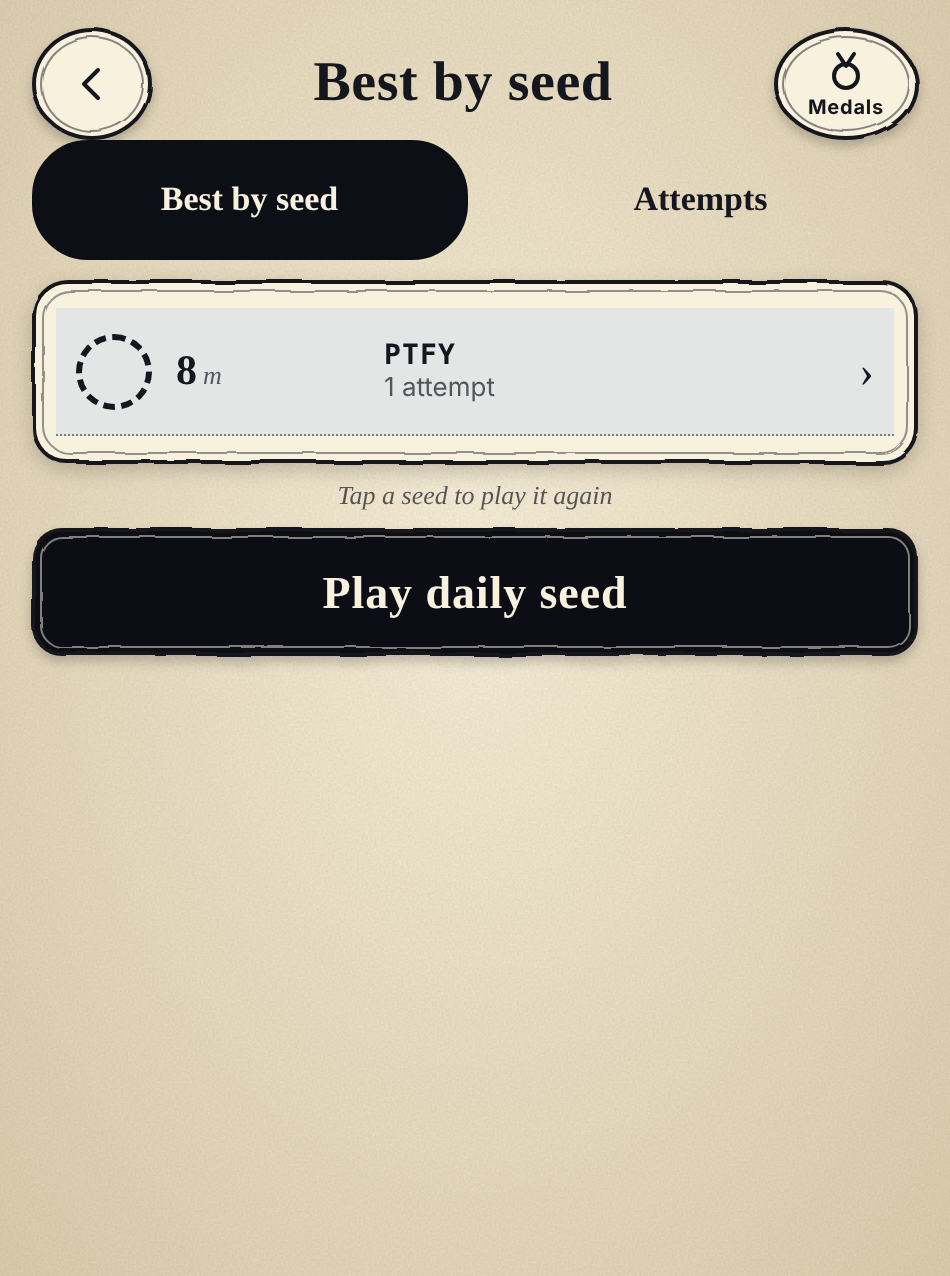 Best by seed
Medals
Best by seed
Attempts
8 m
PTFY
1 attempt
›
Tap a seed to play it again
Play daily seed